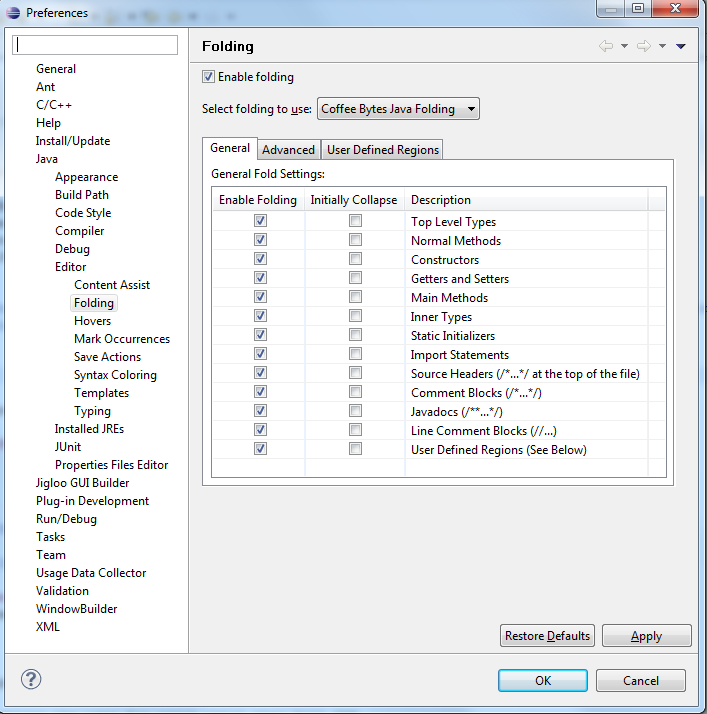 Preferences
Folding
General
Ant
C/C++
Help
Install/Update
Java
Appearance
Build Path
Code Style
Compiler
Debug
Editor
Content Assist
Folding
Hovers
Mark Occurrences
Save Actions
Syntax Coloring
Templates
Typing
Installed JREs
JUnit
Properties Files Editor
Jigloo GUI Builder
Plug-in Development
Run/Debug
Tasks
Team
Usage Data Collector
Validation
WindowBuilder
XML
Enable folding
Select folding to use: Coffee Bytes Java Folding
General Advanced User Defined Regions
General Fold Settings:
Enable Folding Initially Collapse Description
Top Level Types
Normal Methods
Constructors
Getters and Setters
Main Methods
Inner Types
Static Initializers
Import Statements
Source Headers (/*...*/ at the top of the file)
Comment Blocks (/*...*/)
Javadocs (/**...*/)
Line Comment Blocks (//...)
User Defined Regions (See Below)
Restore Defaults Apply
? OK Cancel